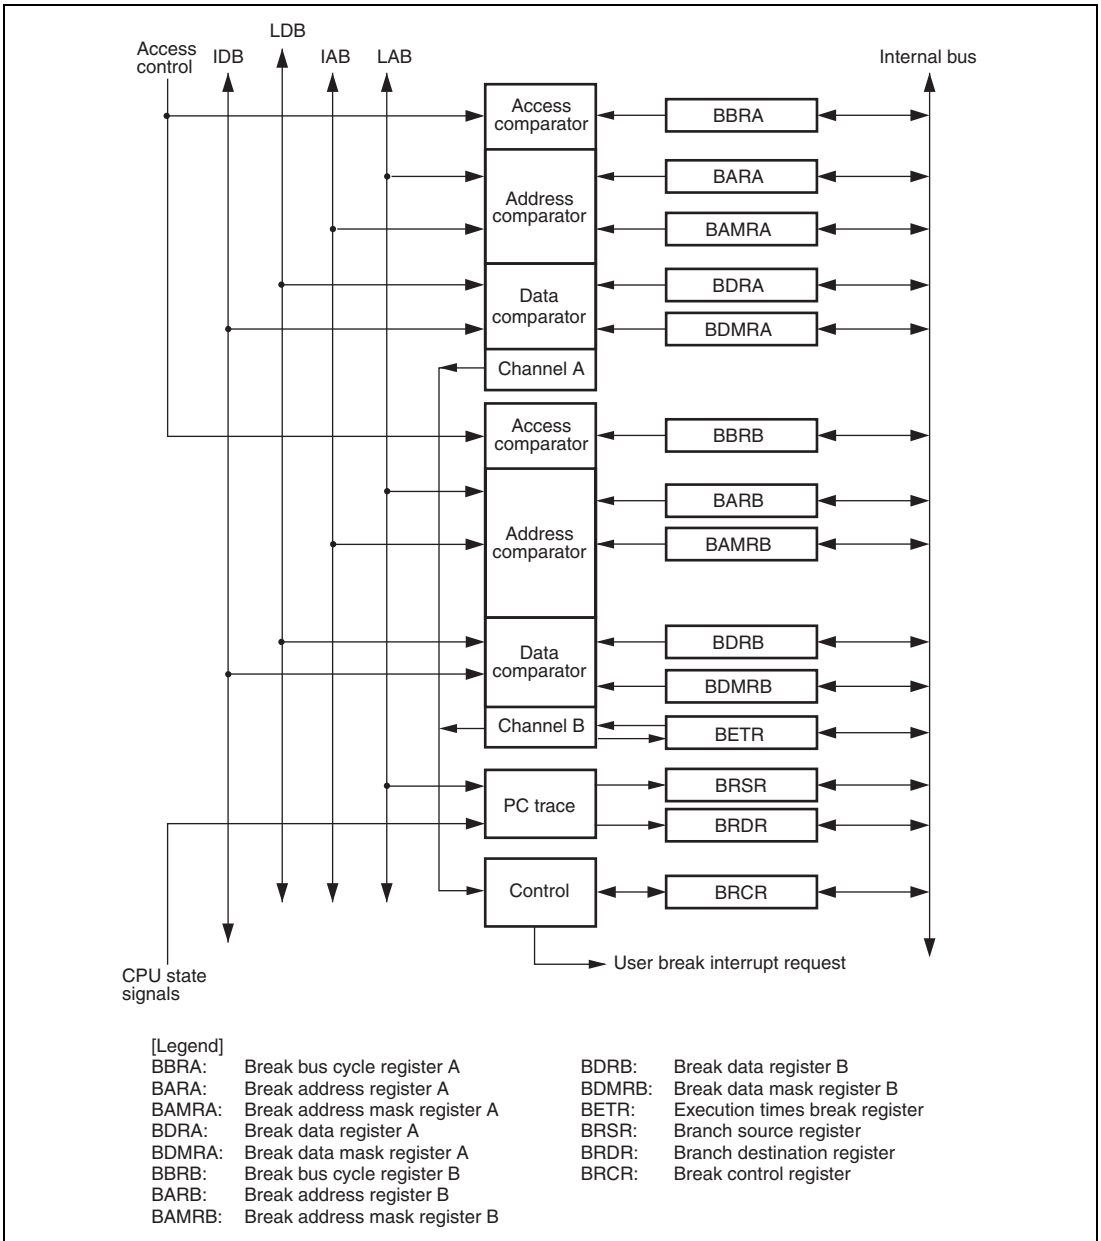 LDB
Access
control
IDB
IAB
LAB
Internal bus
Access
comparator
BBRA
Address
comparator
BARA
BAMRA
Data
comparator
BDRA
BDMRA
Channel A
Access
comparator
BBRB
Address
comparator
BARB
BAMRB
Data
comparator
BDRB
BDMRB
Channel B
BETR
PC trace
BRSR
BRDR
Control
BRCR
User break interrupt request
CPU state
signals
[Legend]
BBRA: Break bus cycle register A
BARA: Break address register A
BAMRA: Break address mask register A
BDRA: Break data register A
BDMRA: Break data mask register A
BBRB: Break bus cycle register B
BARB: Break address register B
BAMRB: Break address mask register B
BDRB: Break data register B
BDMRB: Break data mask register B
BETR: Execution times break register
BRSR: Branch source register
BRDR: Branch destination register
BRCR: Break control register